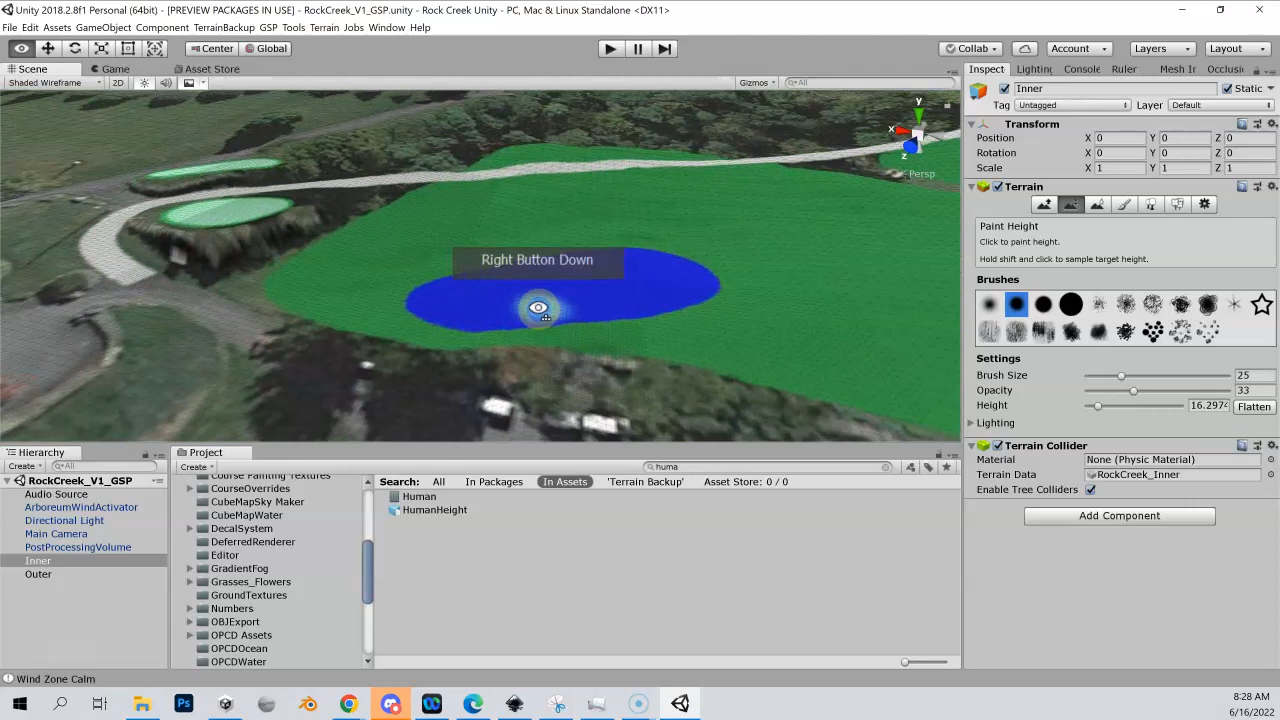 Unity 2018.2.8f1 Personal (64bit) - [PREVIEW PACKAGES IN USE] - RockCreek_V1_GSP.unity - Rock Creek Unity - PC, Mac & Linux Standalone <DX11>
File Edit Assets GameObject Component TerrainBackup GSP Tools Terrain Jobs Window Help
Center Global Collab Account Layers Layout
Scene Game Asset Store
Shaded Wireframe 2D Gizmos All
y
x
z
Persp
Right Button Down
Inspect Lighting Console Ruler Mesh Ir Occlusi
Inner Static
Tag Untagged Layer Default
Transform
Position X 0 Y 0 Z 0
Rotation X 0 Y 0 Z 0
Scale X 1 Y 1 Z 1
Terrain
Paint Height
Click to paint height.
Hold shift and click to sample target height.
Brushes
Settings
Brush Size 25
Opacity 33
Height 16.2974 Flatten
Lighting
Terrain Collider
Material None (Physic Material)
Terrain Data RockCreek_Inner
Enable Tree Colliders
Add Component
Hierarchy
Create All
RockCreek_V1_GSP
Audio Source
ArboreumWindActivator
Directional Light
Main Camera
PostProcessingVolume
Inner
Outer
Project
Create huma
Course Painting Textures
CourseOverrides
CubeMapSky Maker
CubeMapWater
DecalSystem
DeferredRenderer
Editor
GradientFog
Grasses_Flowers
GroundTextures
Numbers
OBJExport
OPCD Assets
OPCDOcean
OPCDWater
Search: All In Packages In Assets 'Terrain Backup' Asset Store: 0 / 0
Human
HumanHeight
Wind Zone Calm
Ps
8:28 AM
6/16/2022